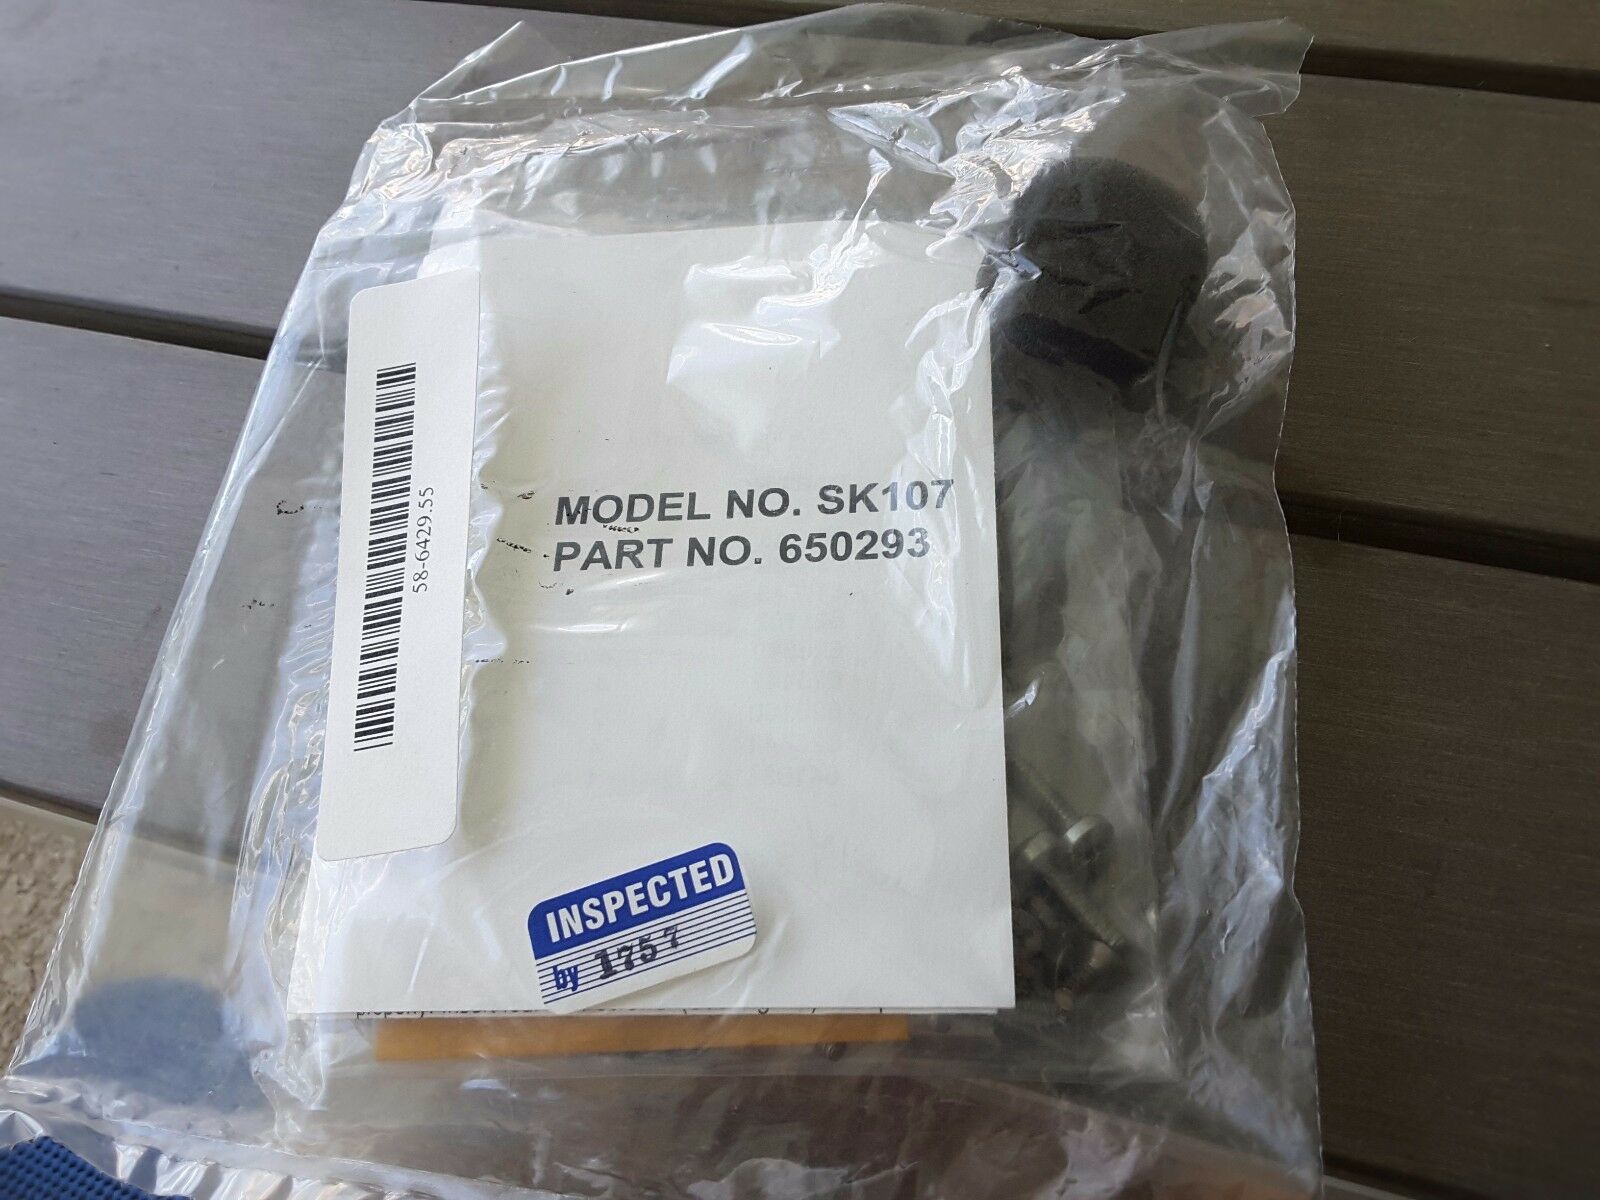 58-6429.55
MODEL NO. SK107
PART NO. 650293
INSPECTED
by 1757